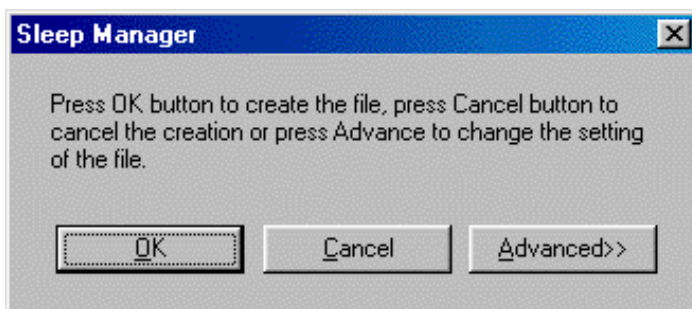 Sleep Manager
Press OK button to create the file, press Cancel button to
cancel the creation or press Advance to change the setting
of the file.
OK Cancel Advanced>>